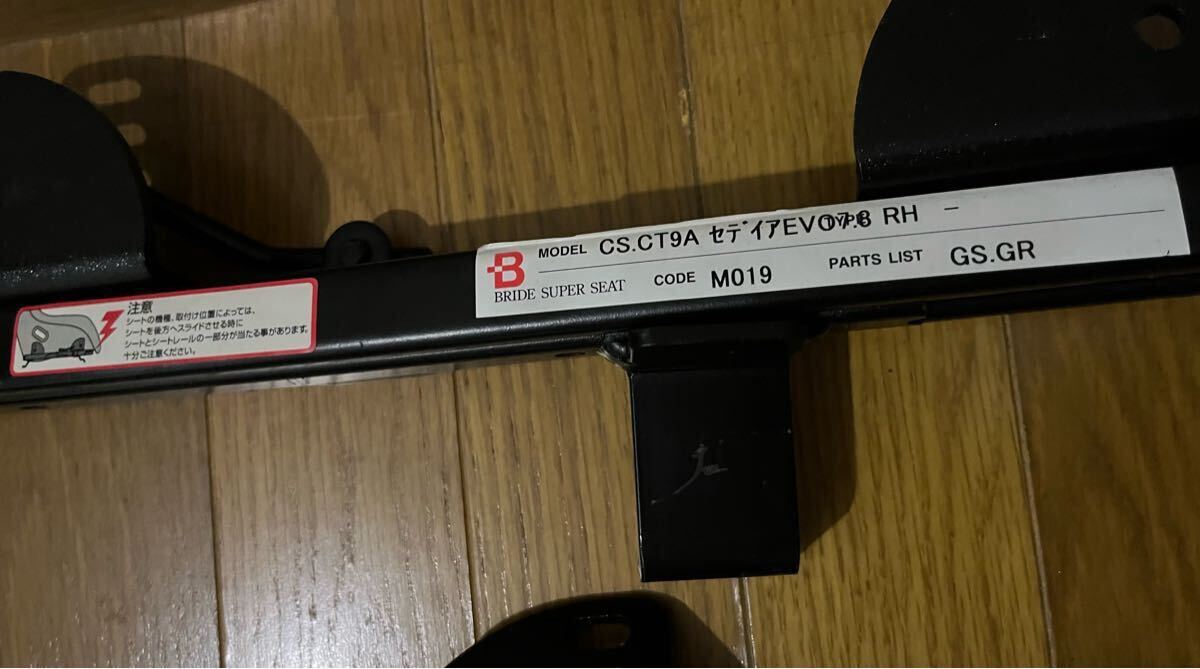 MODEL CS.CT9A セデイアEVO7.8 RH -
B
BRIDE SUPER SEAT
CODE M019
PARTS LIST GS.GR
注意
シートの機種、取付け位置によっては、
シートを後方へスライドさせる時に
シートとシートレールの一部分が当たる事があります。
十分ご注意ください。